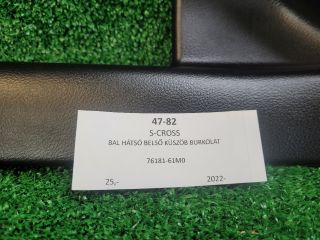 47-82
S-CROSS
BAL HÁTSÓ BELSŐ KÜSZÖB BURKOLAT
76181-61M0
25,- 2022-